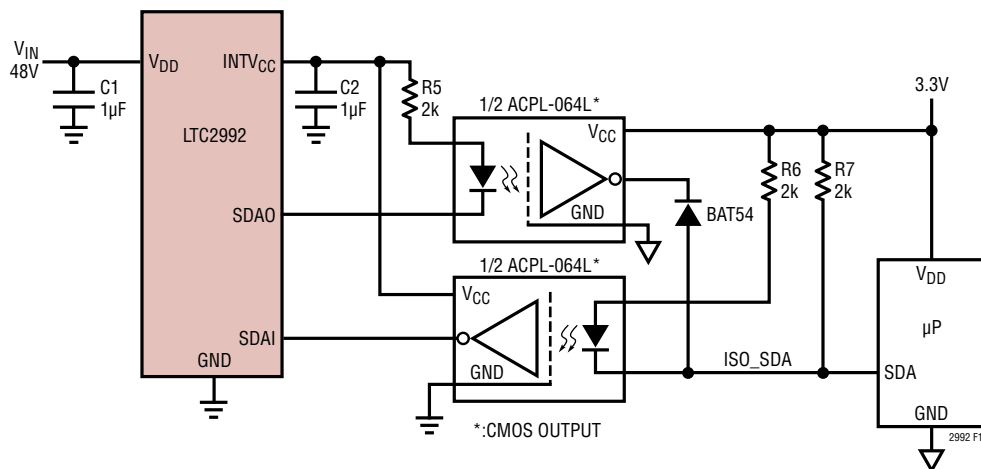 VIN
48V
C1
1µF
VDD
INTVCC
LTC2992
SDAO
SDAI
GND
C2
1µF
R5
2k
1/2 ACPL-064L*
VCC
GND
1/2 ACPL-064L*
VCC
GND
*:CMOS OUTPUT
BAT54
3.3V
R6
2k
R7
2k
ISO_SDA
VDD
µP
SDA
GND